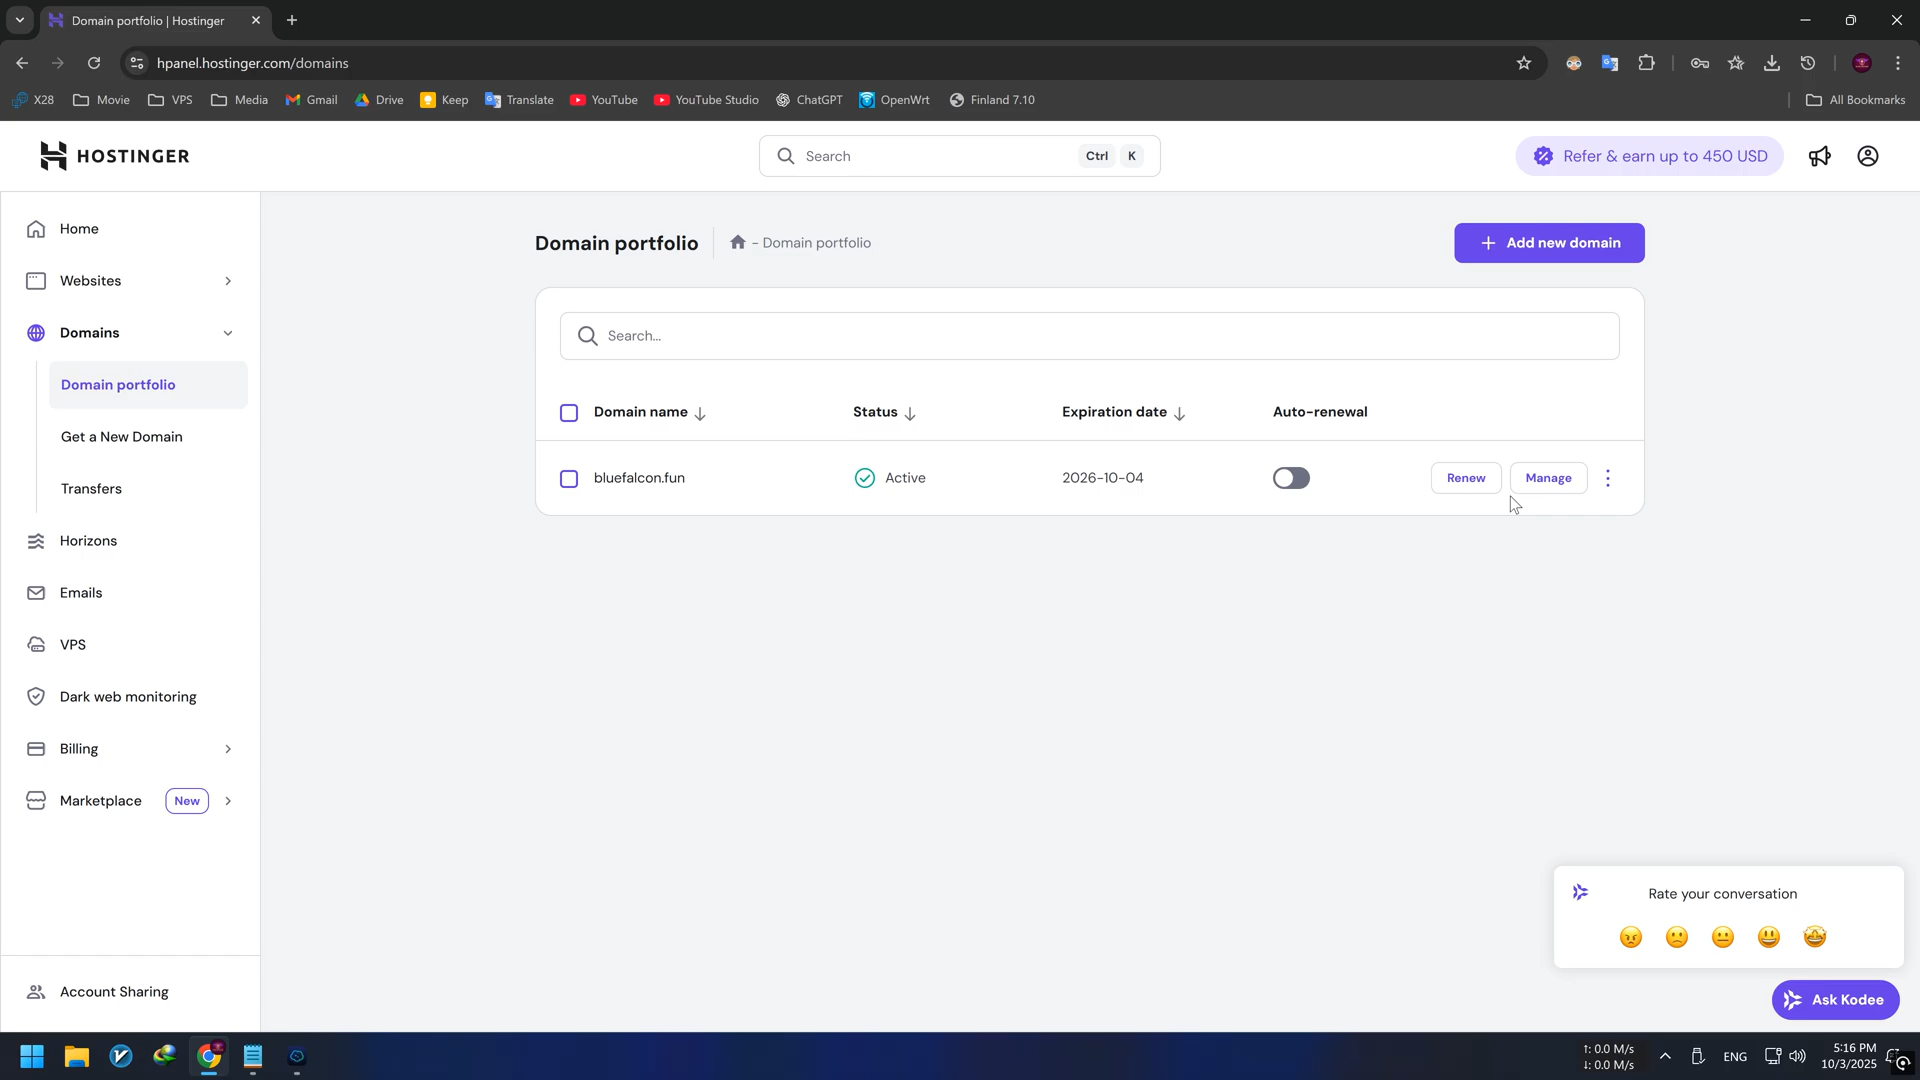 Domain portfolio | Hostinger
hpanel.hostinger.com/domains
X28
Movie
VPS
Media
Gmail
Drive
Keep
Translate
YouTube
YouTube Studio
ChatGPT
OpenWrt
Finland 7.10
All Bookmarks
HOSTINGER
Search
Ctrl
K
Refer & earn up to 450 USD
Home
Websites
Domains
Domain portfolio
Get a New Domain
Transfers
Horizons
Emails
VPS
Dark web monitoring
Billing
Marketplace
New
Account Sharing
Domain portfolio
- Domain portfolio
+ Add new domain
Search...
Domain name
Status
Expiration date
Auto-renewal
bluefalcon.fun
Active
2026-10-04
Renew
Manage
Rate your conversation
Ask Kodee
↑: 0.0 M/s
↓: 0.0 M/s
ENG
5:16 PM
10/3/2025